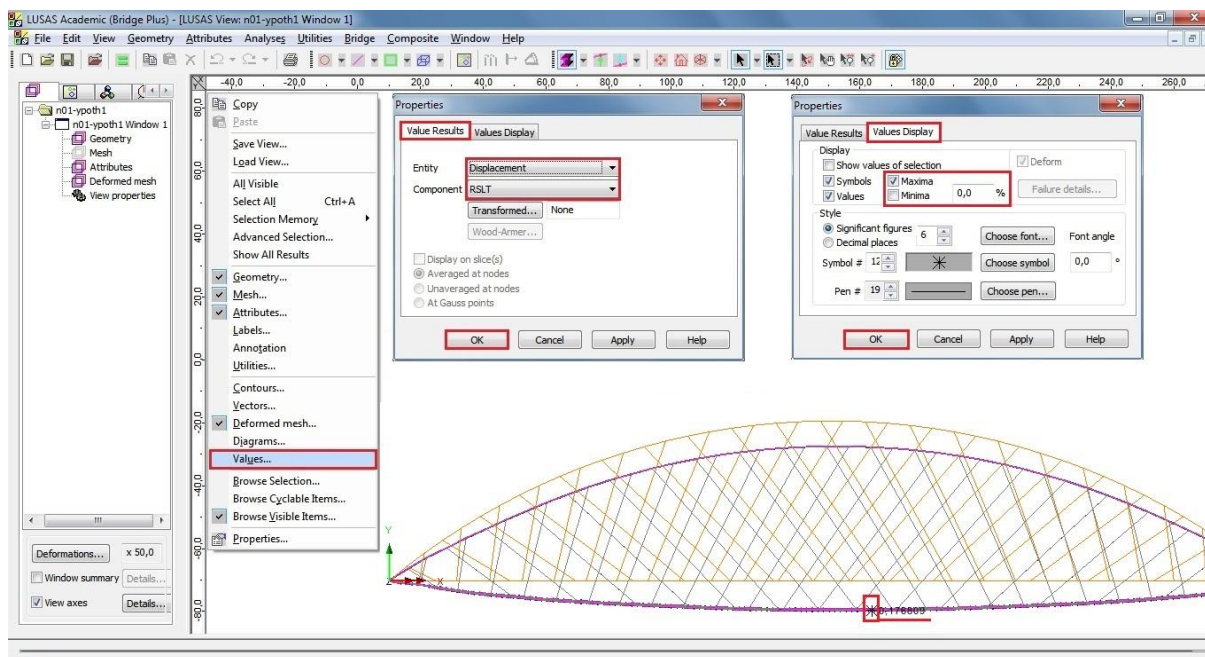 LUSAS Academic (Bridge Plus) - [LUSAS View: n01-ypoth1 Window 1]
File Edit View Geometry Attributes Analyses Utilities Bridge Composite Window Help
-40,0 -20,0 0,0 20,0 40,0 60,0 80,0 100,0 120,0 140,0 160,0 180,0 200,0 220,0 240,0 260,0
80,0
60,0
40,0
20,0
0,0
-20,0
-40,0
-60,0
-80,0
n01-ypoth1
n01-ypoth1 Window 1
Geometry
Mesh
Attributes
Deformed mesh
View properties
Deformations... x 50,0
Window summary Details...
View axes Details...
Copy
Paste
Save View...
Load View...
All Visible
Select All Ctrl+A
Selection Memory
Advanced Selection...
Show All Results
Geometry...
Mesh...
Attributes...
Labels...
Annotation
Utilities...
Contours...
Vectors...
Deformed mesh...
Diagrams...
Values...
Browse Selection...
Browse Cyclable Items...
Browse Visible Items...
Properties...
Properties
Value Results Values Display
Entity Displacement
Component RSLT
Transformed... None
Wood-Armer...
Display on slice(s)
Averaged at nodes
Unaveraged at nodes
At Gauss points
OK Cancel Apply Help
Properties
Value Results Values Display
Display
Show values of selection Deform
Symbols Maxima
Values Minima 0,0 % Failure details...
Style
Significant figures 6
Decimal places Choose font... Font angle
Symbol # 12 Choose symbol 0,0 °
Pen # 19 Choose pen...
OK Cancel Apply Help
Y
Z X
0,176809